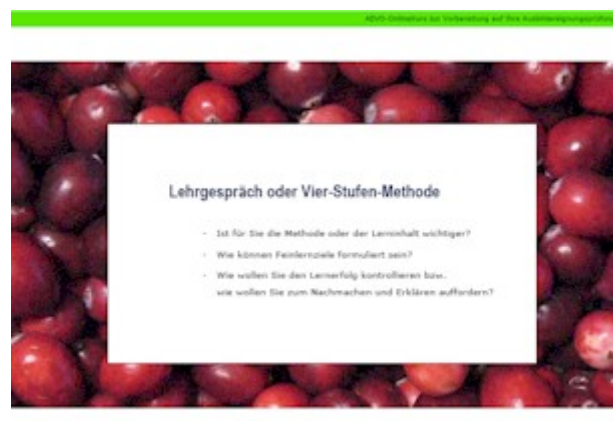 AEVO-Onlinekurs zur Vorbereitung auf Ihre Ausbildereignungsprüfung
Lehrgespräch oder Vier-Stufen-Methode
- Ist für Sie die Methode oder der Lerninhalt wichtiger?
- Wie können Feinlernziele formuliert sein?
- Wie wollen Sie den Lernerfolg kontrollieren bzw.
wie wollen Sie zum Nachmachen und Erklären auffordern?